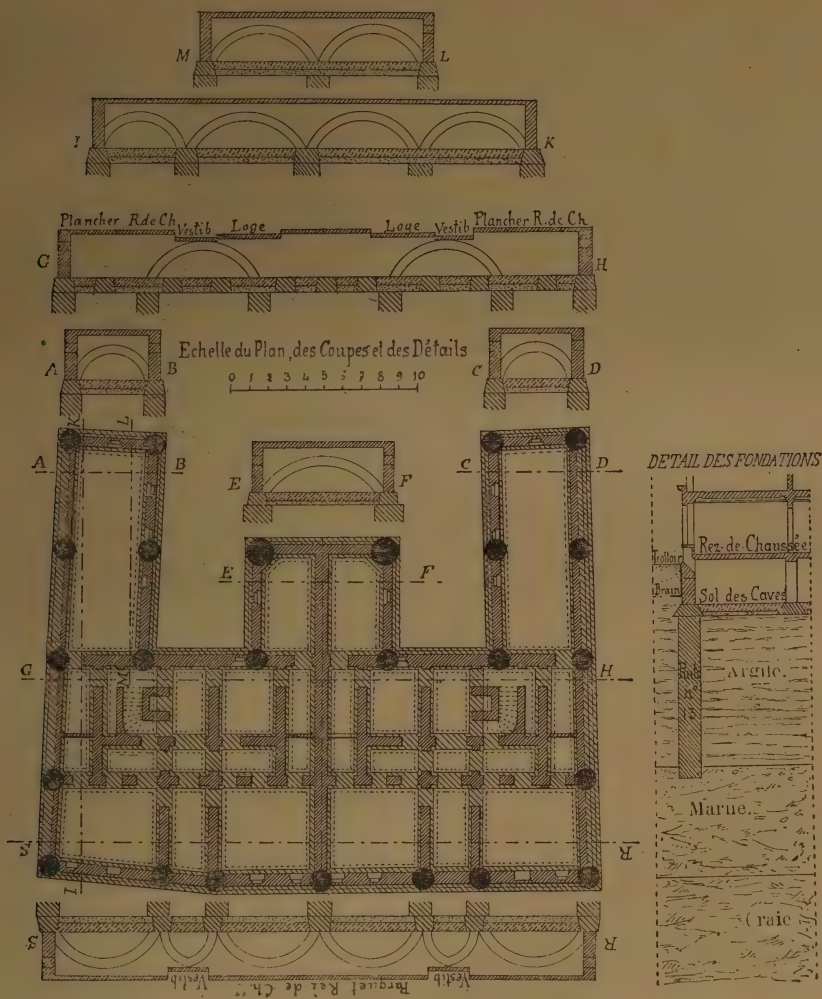 M L
I K
Plancher R.de Ch. Vestib Loge Loge Vestib Plancher R.de Ch
G H
Echelle du Plan, des Coupes et des Détails
0 1 2 3 4 5 6 7 8 9 10
A B C D
K L
A B C D
E F
E F
G H
M
S R
I
S R
Vestib Parquet Rez de Ch. Vestib
DETAIL DES FONDATIONS
Rez-de-Chaussée
Trottoir
Sol des Caves
Argile.
Marne.
Craie